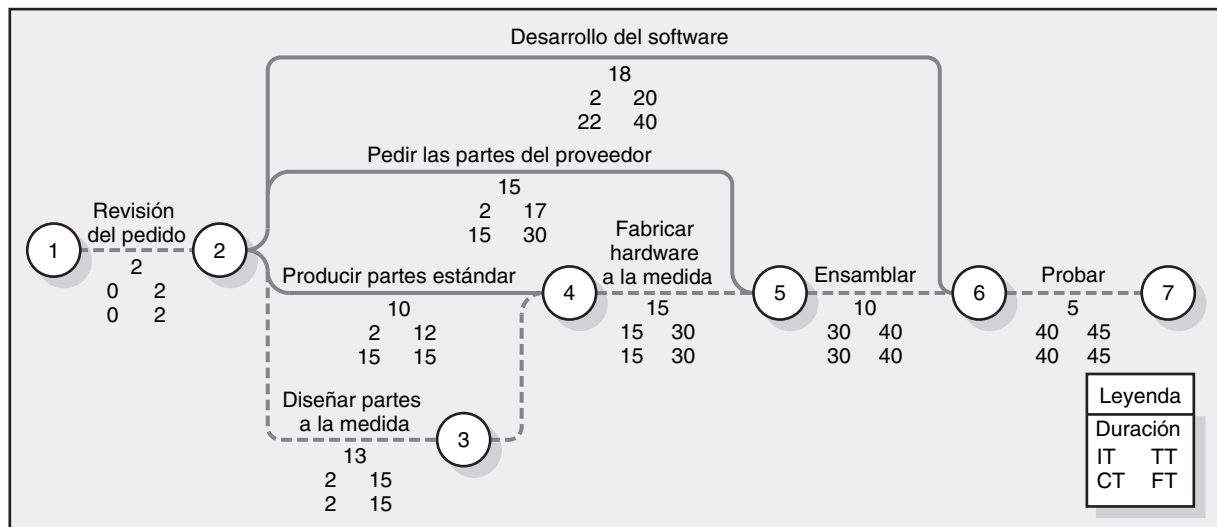 Desarrollo del software
18
2 20
22 40
Pedir las partes del proveedor
15
2 17
15 30
Revisión
del pedido
1
2
2
0 2
0 2
Producir partes estándar
10
2 12
15 15
4
Fabricar
hardware
a la medida
15
15 30
15 30
5
Ensamblar
10
30 40
30 40
6
Probar
5
40 45
40 45
7
Diseñar partes
a la medida
3
13
2 15
2 15
Leyenda
Duración
IT TT
CT FT